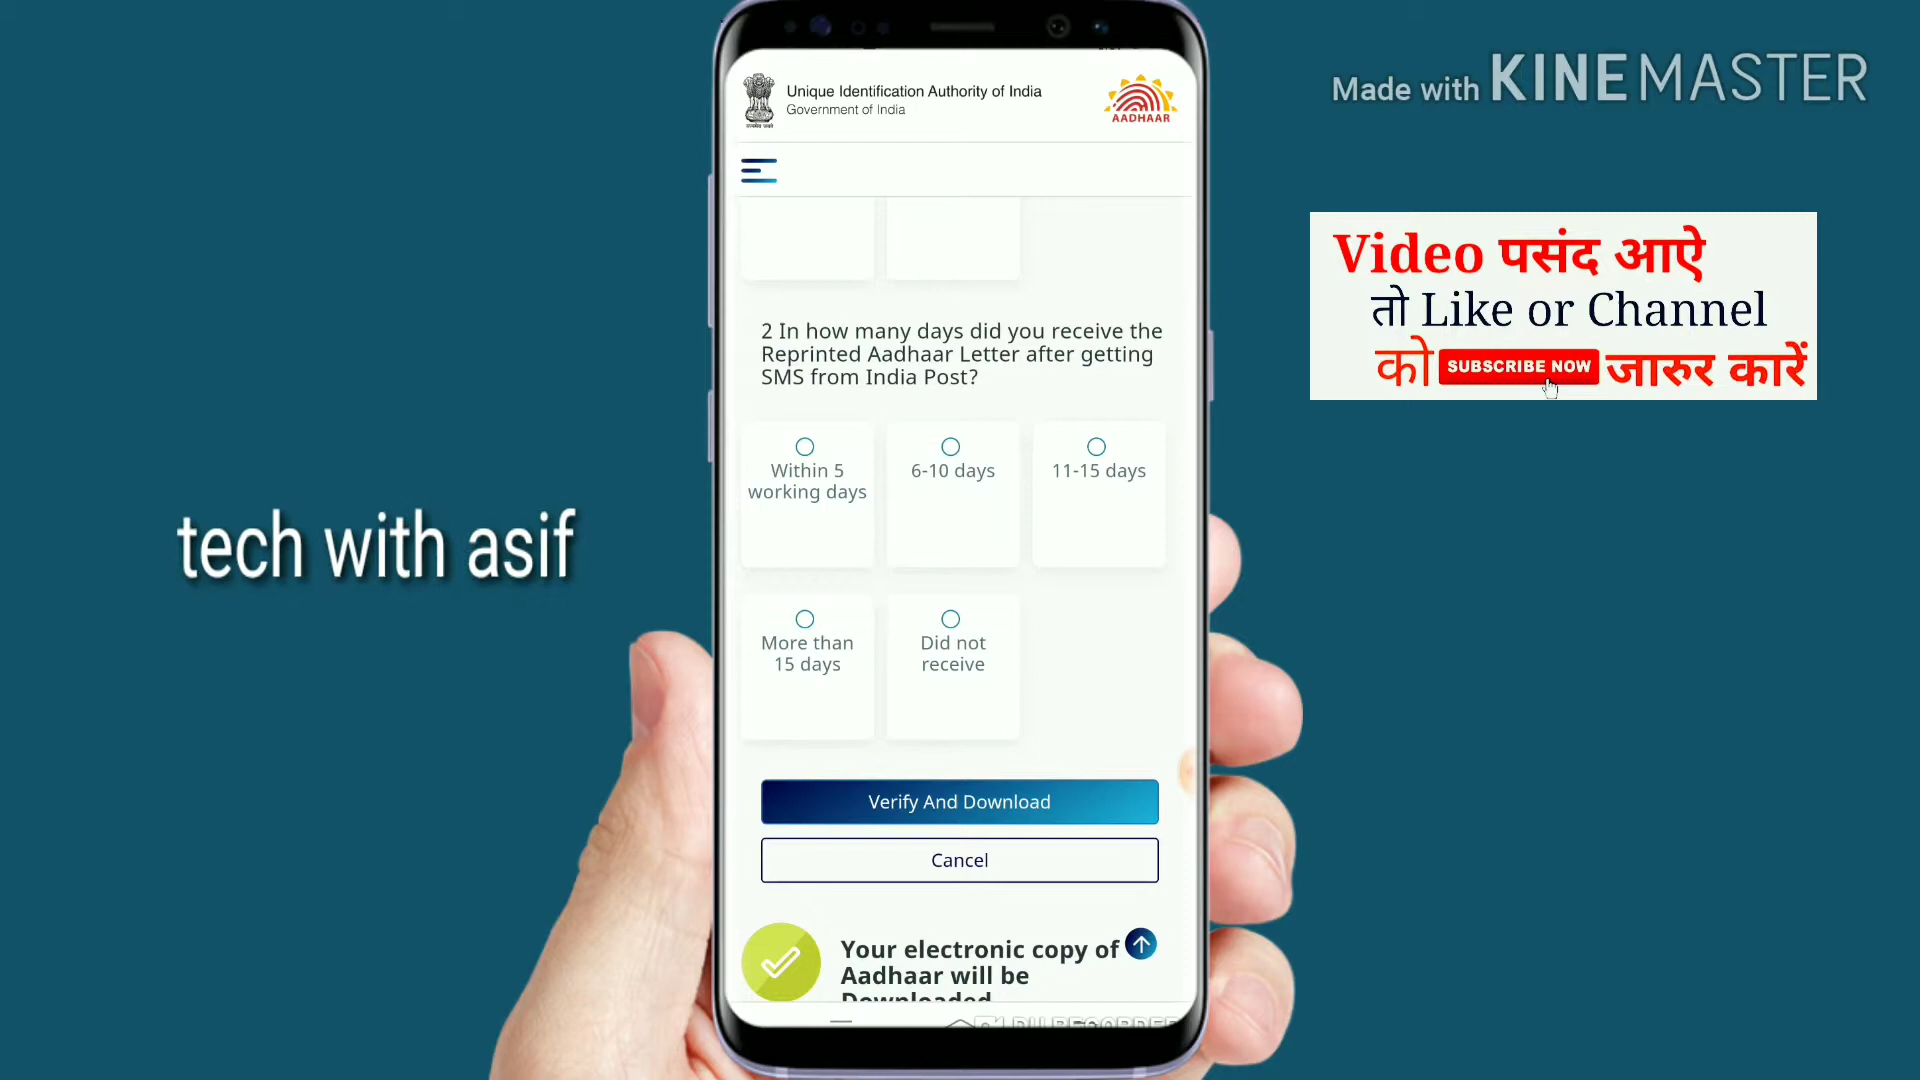 Made with KINEMASTER
Unique Identification Authority of India
Government of India
AADHAAR
Video पसंद आऐ
तो Like or Channel
को SUBSCRIBE NOW जारुर कारें
2 In how many days did you receive the
Reprinted Aadhaar Letter after getting
SMS from India Post?
Within 5
working days
6-10 days
11-15 days
tech with asif
More than
15 days
Did not
receive
Verify And Download
Cancel
Your electronic copy of
Aadhaar will be
Downloaded